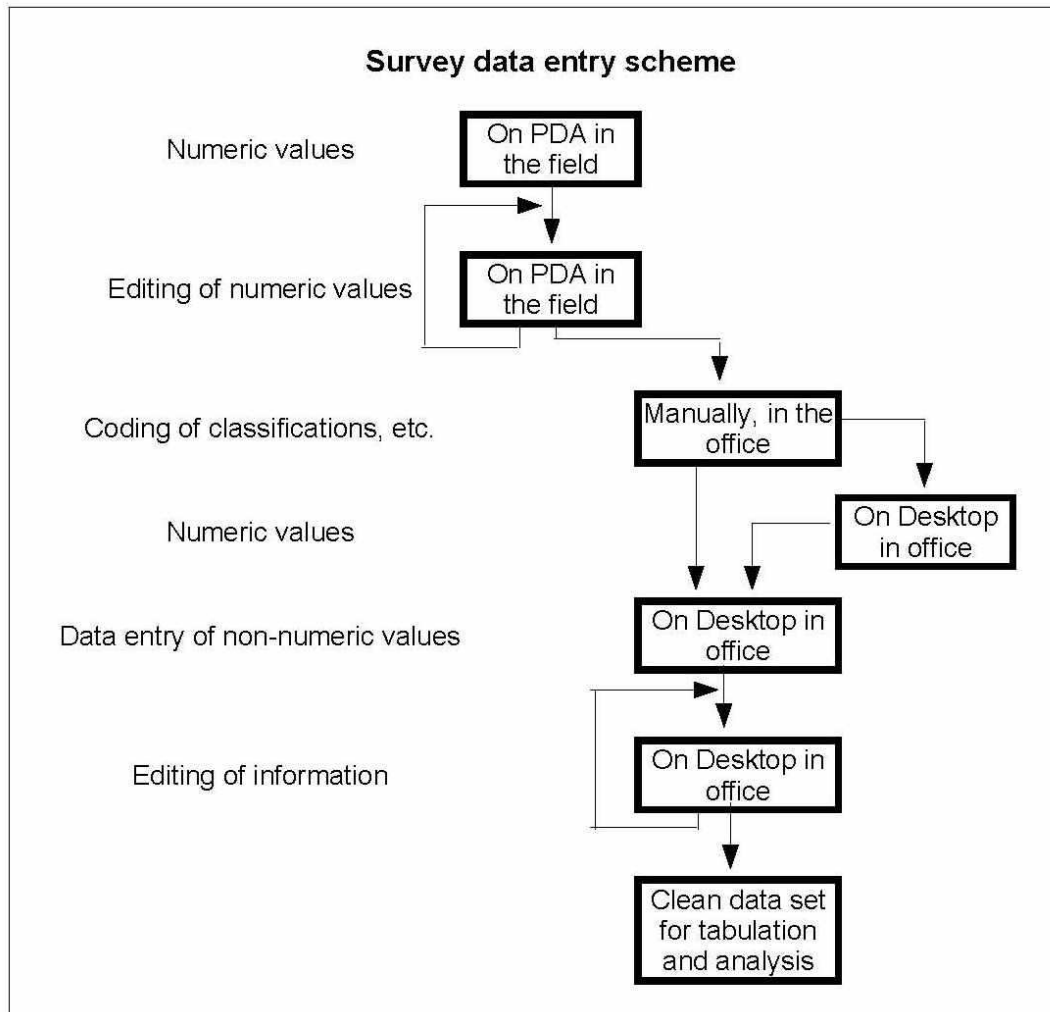 Survey data entry scheme
Numeric values
On PDA in
the field
Editing of numeric values
On PDA in
the field
Coding of classifications, etc.
Manually, in the
office
Numeric values
On Desktop
in office
Data entry of non-numeric values
On Desktop in
office
Editing of information
On Desktop in
office
Clean data set
for tabulation
and analysis